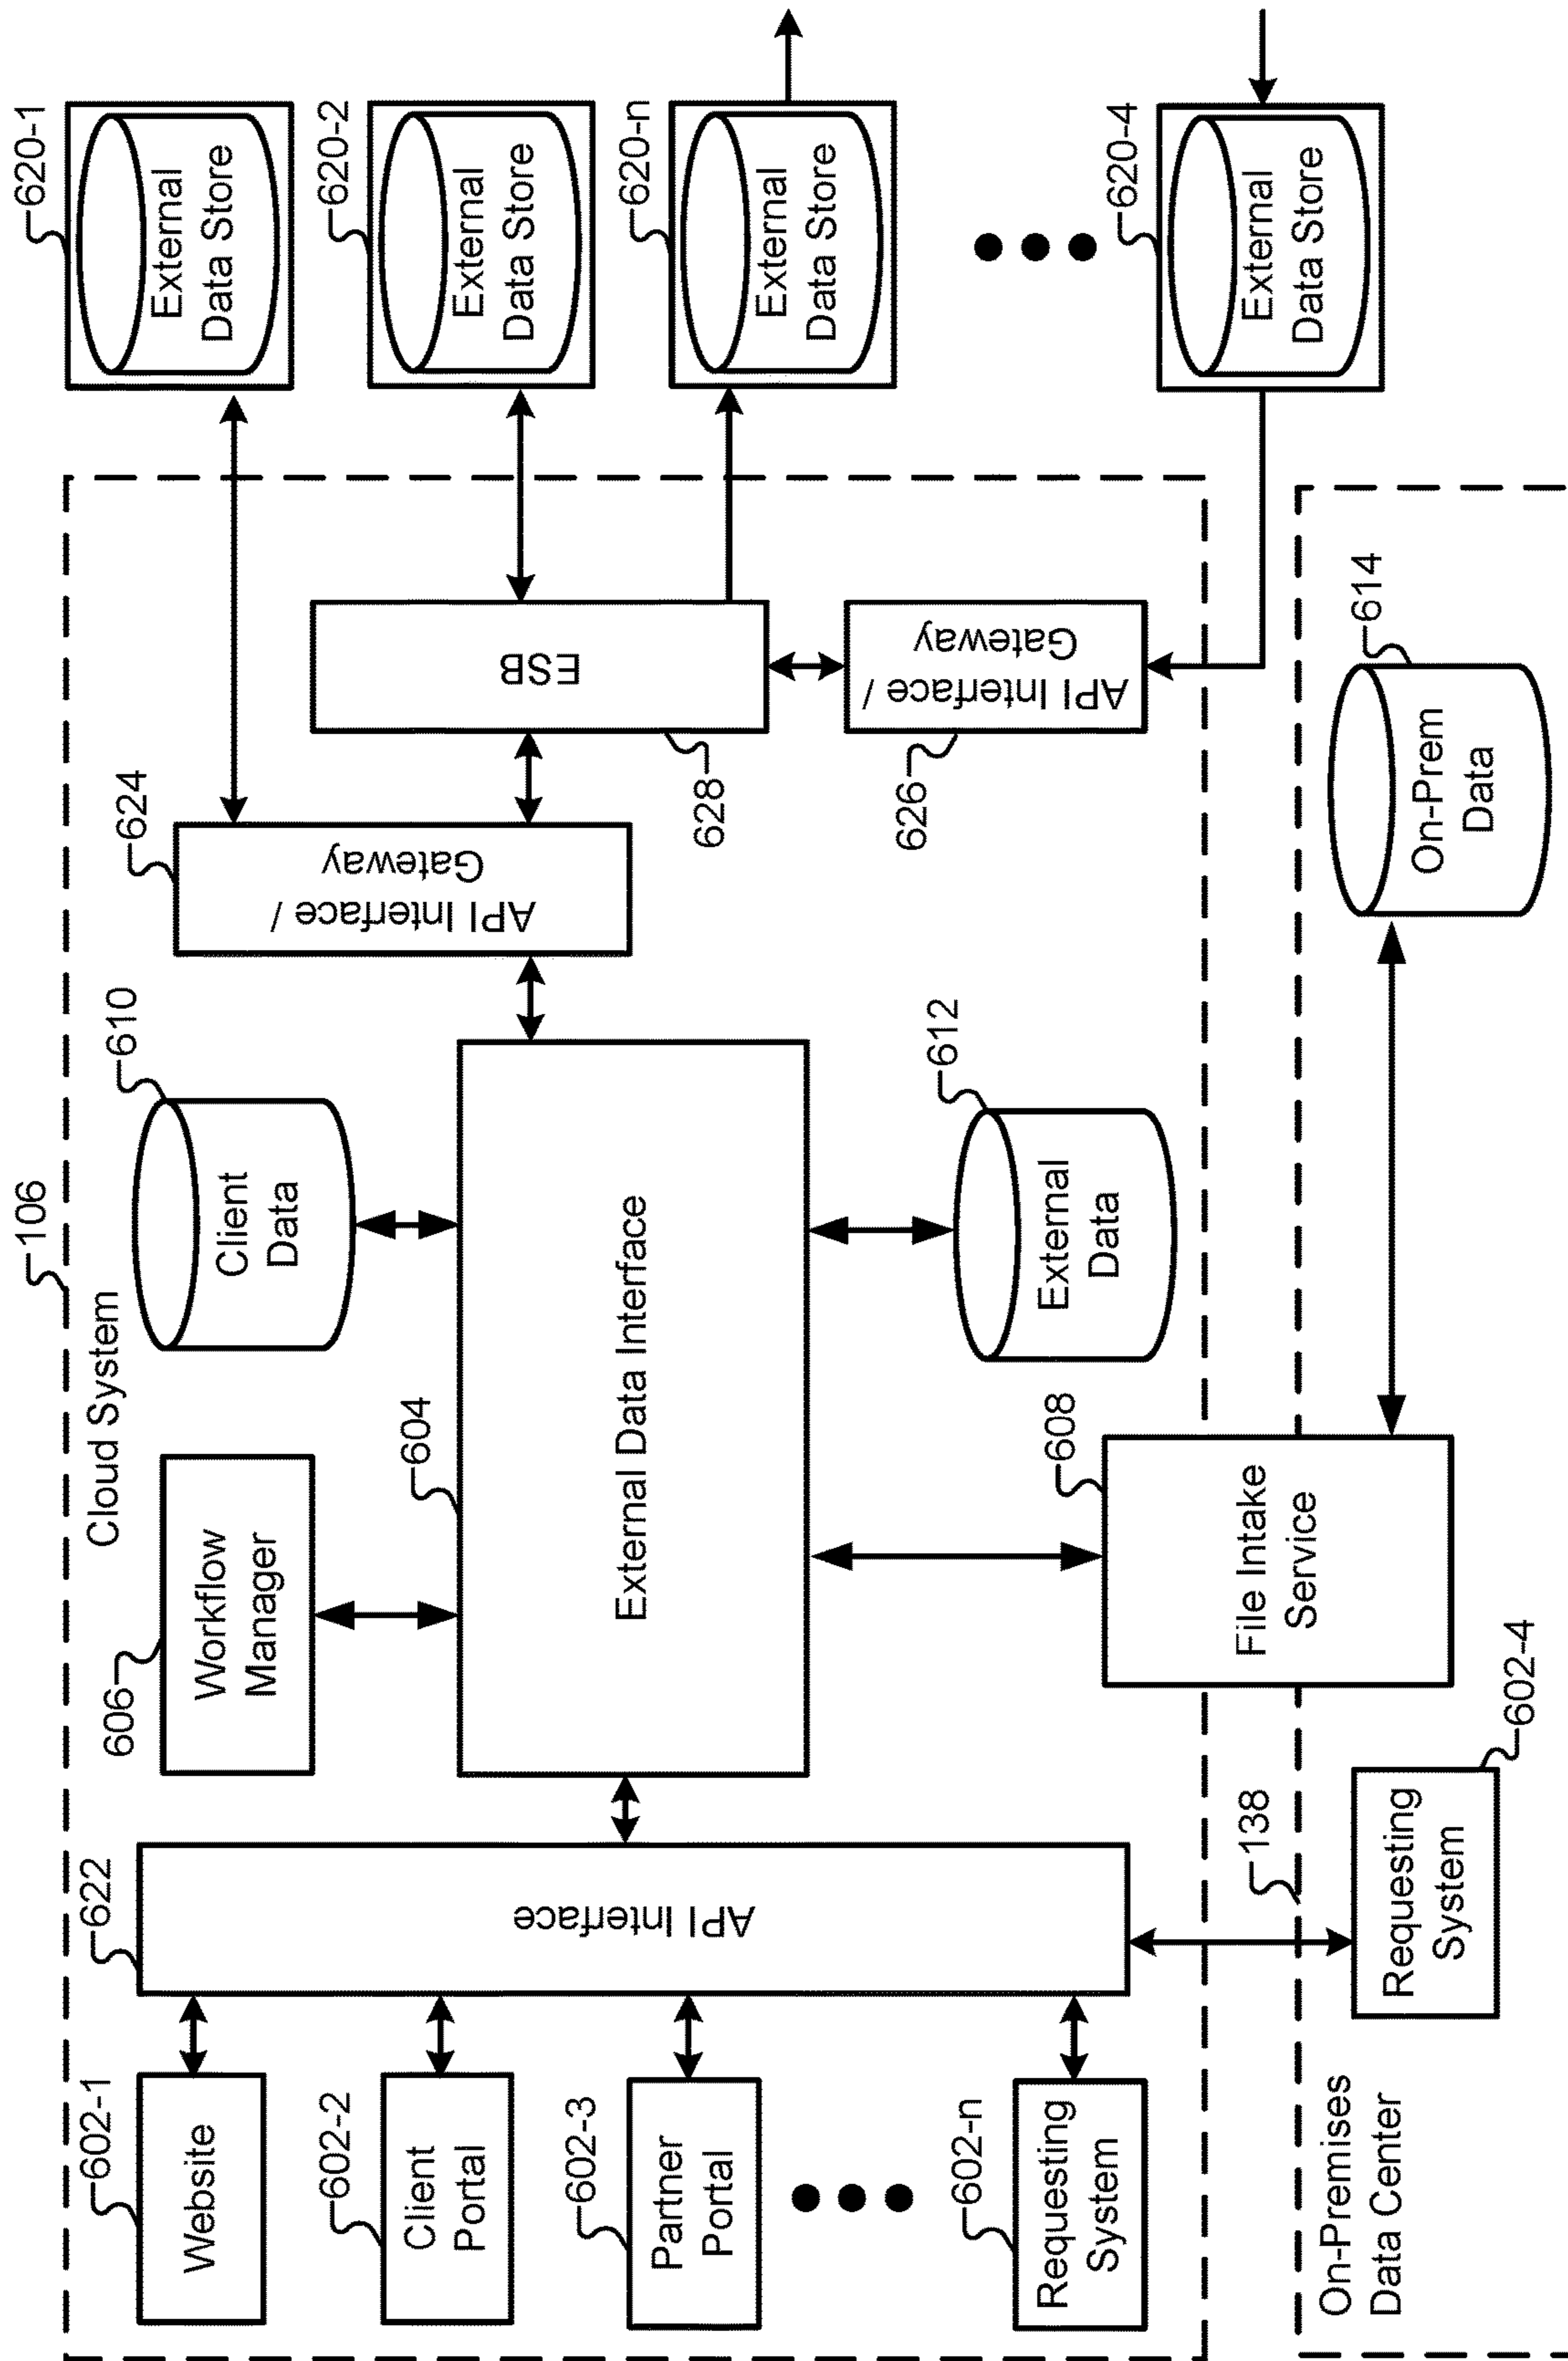 106
Cloud System
602-1
Website
602-2
Client
Portal
602-3
Partner
Portal
602-n
Requesting
System
622
API Interface
606
Workflow
Manager
604
External Data Interface
610
Client
Data
612
External
Data
608
File Intake
Service
624
API Interface /
Gateway
628
ESB
626
API Interface /
Gateway
620-1
External
Data Store
620-2
External
Data Store
620-n
External
Data Store
620-4
External
Data Store
On-Premises
Data Center
138
602-4
Requesting
System
614
On-Prem
Data